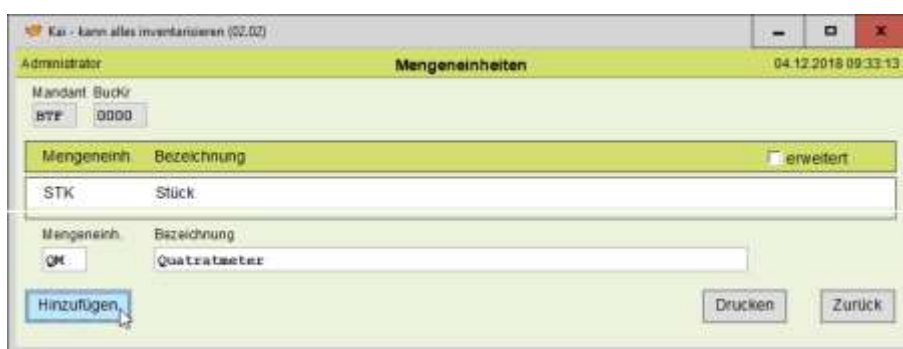 Kai - kann alles inventarisieren (02.02)
Administrator Mengeneinheiten 04.12.2018 09:33:13
Mandant BucKr
BTF 0000
Mengeneinh. Bezeichnung erweitert
STK Stück
Mengeneinh. Bezeichnung
QM Quatratmeter
Hinzufügen Drucken Zurück